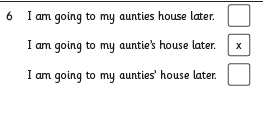 6 I am going to my aunties house later.
I am going to my auntie's house later. x
I am going to my aunties' house later.